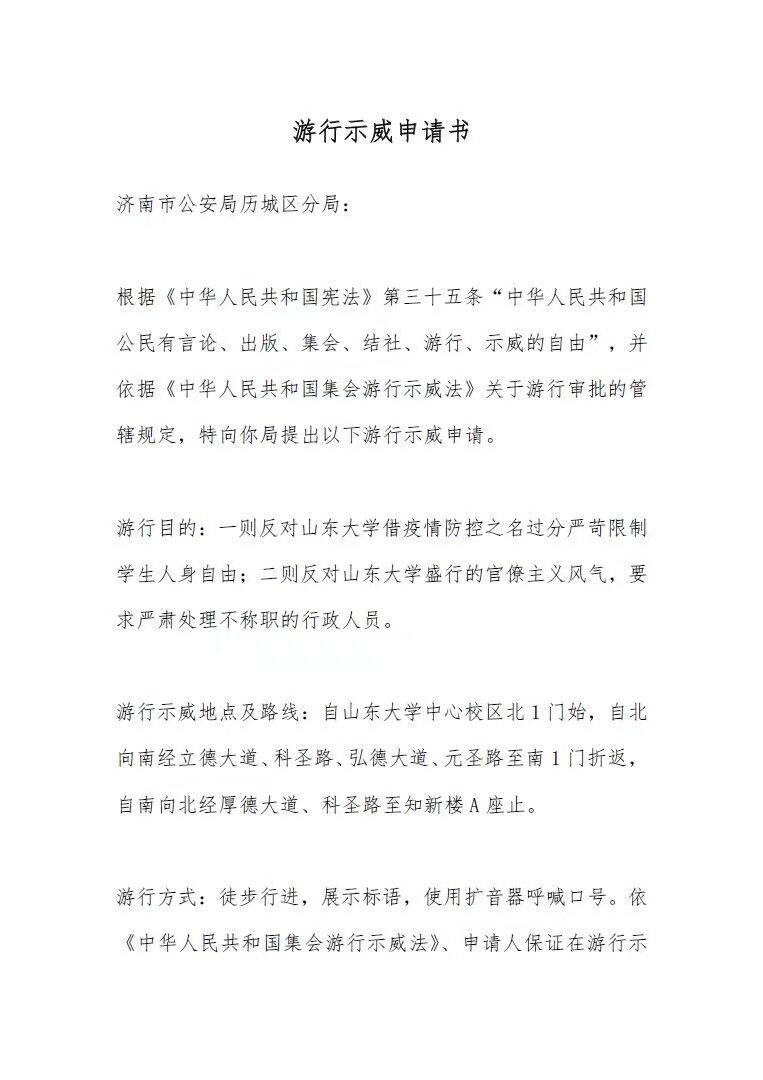 游行示威申请书
济南市公安局历城区分局：
根据《中华人民共和国宪法》第三十五条“中华人民共和国
公民有言论、出版、集会、结社、游行、示威的自由”，并
依据《中华人民共和国集会游行示威法》关于游行审批的管
辖规定，特向你局提出以下游行示威申请。
游行目的：一则反对山东大学借疫情防控之名过分严苛限制
学生人身自由；二则反对山东大学盛行的官僚主义风气，要
求严肃处理不称职的行政人员。
游行示威地点及路线：自山东大学中心校区北1门始，自北
向南经立德大道、科圣路、弘德大道、元圣路至南1门折返，
自南向北经厚德大道、科圣路至知新楼A座止。
游行方式：徒步行进，展示标语，使用扩音器呼喊口号。依
《中华人民共和国集会游行示威法》、申请人保证在游行示